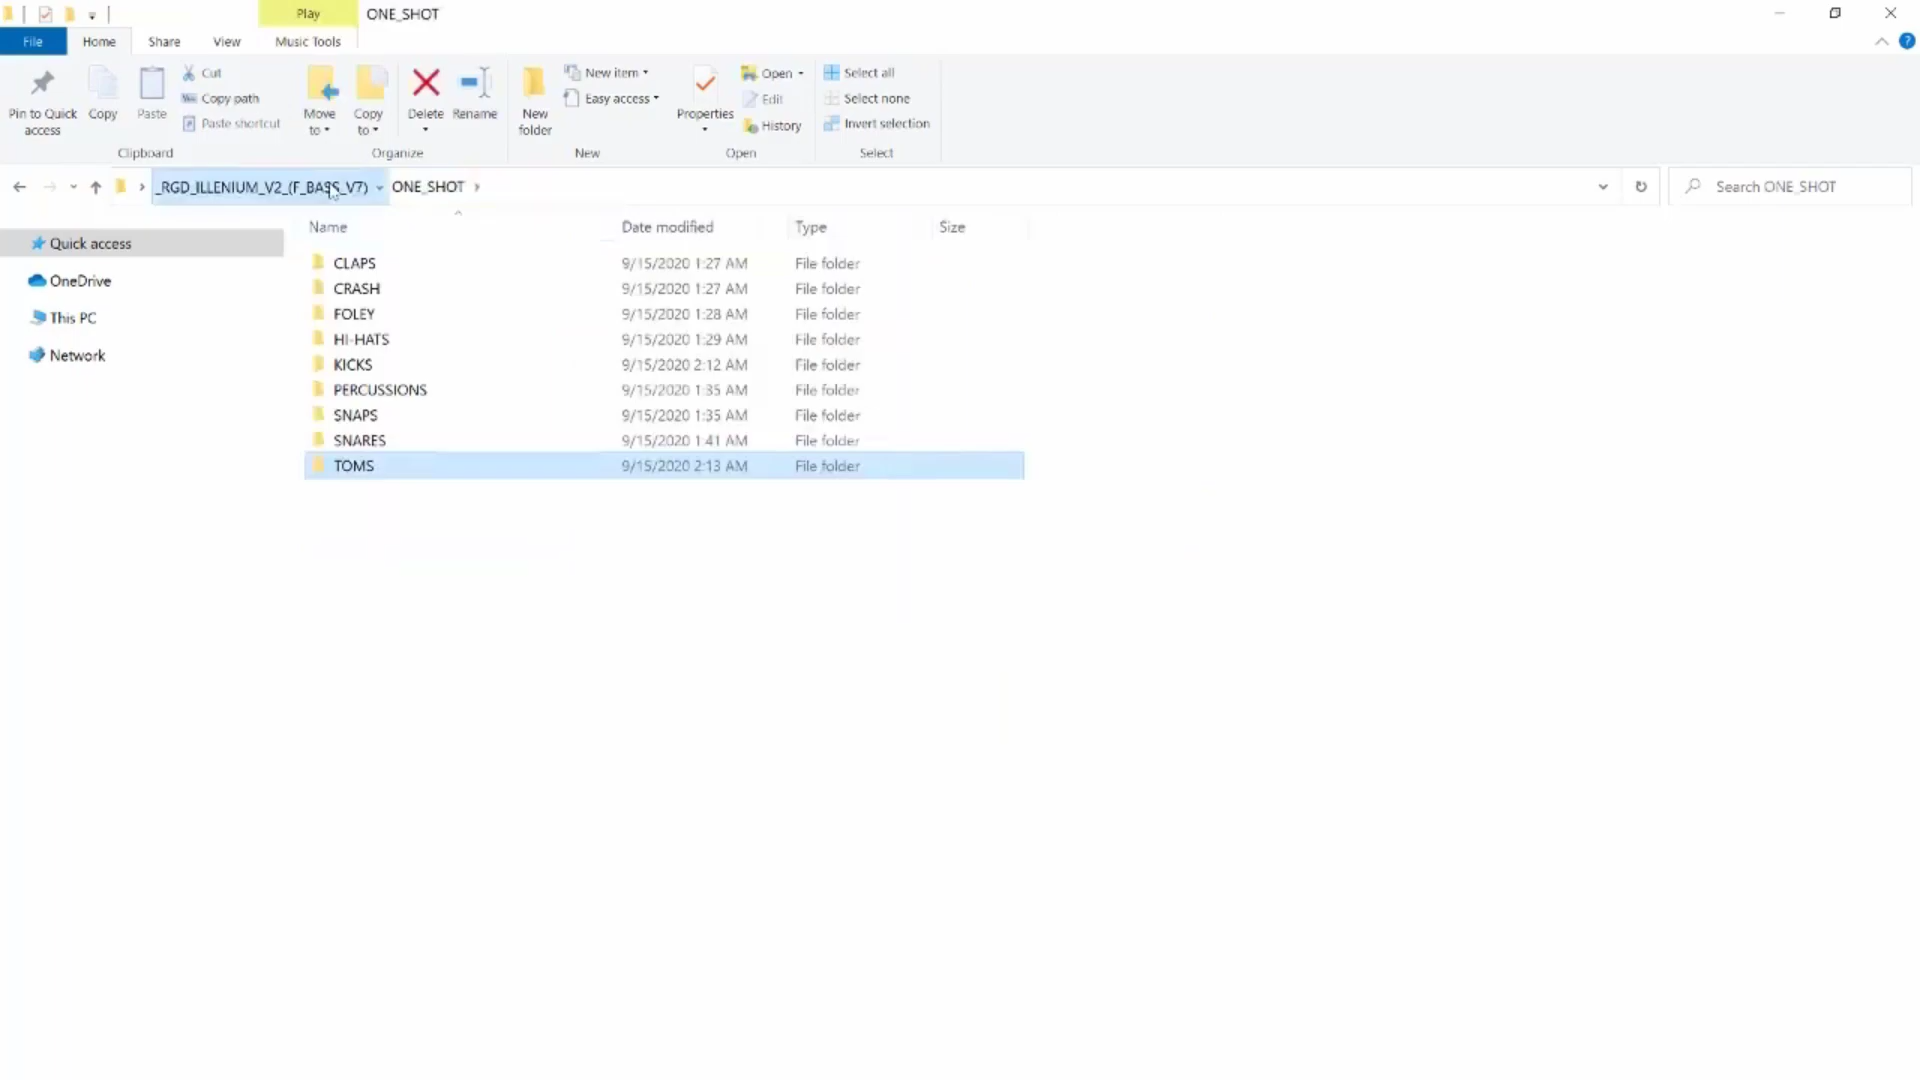 Play ONE_SHOT
File Home Share View Music Tools
Pin to Quick access
Copy
Paste
Cut
Copy path
Paste shortcut
Clipboard
Move to
Copy to
Delete
Rename
Organize
New folder
New item
Easy access
New
Properties
Open
Edit
History
Open
Select all
Select none
Invert selection
Select
_RGD_ILLENIUM_V2_(F_BASS_V7) ONE_SHOT
Search ONE_SHOT
Quick access
OneDrive
This PC
Network
Name Date modified Type Size
CLAPS 9/15/2020 1:27 AM File folder
CRASH 9/15/2020 1:27 AM File folder
FOLEY 9/15/2020 1:28 AM File folder
HI-HATS 9/15/2020 1:29 AM File folder
KICKS 9/15/2020 2:12 AM File folder
PERCUSSIONS 9/15/2020 1:35 AM File folder
SNAPS 9/15/2020 1:35 AM File folder
SNARES 9/15/2020 1:41 AM File folder
TOMS 9/15/2020 2:13 AM File folder